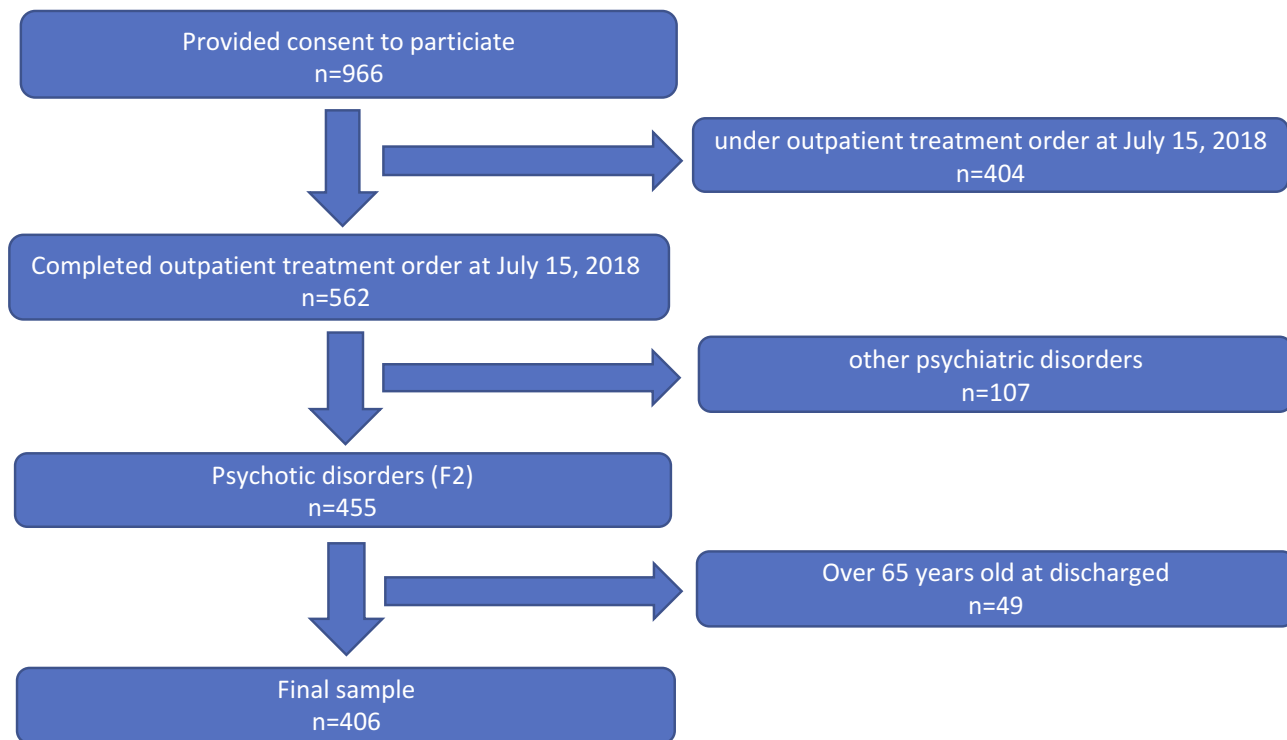 Provided consent to particiate
n=966
under outpatient treatment order at July 15, 2018
n=404
Completed outpatient treatment order at July 15, 2018
n=562
other psychiatric disorders
n=107
Psychotic disorders (F2)
n=455
Over 65 years old at discharged
n=49
Final sample
n=406